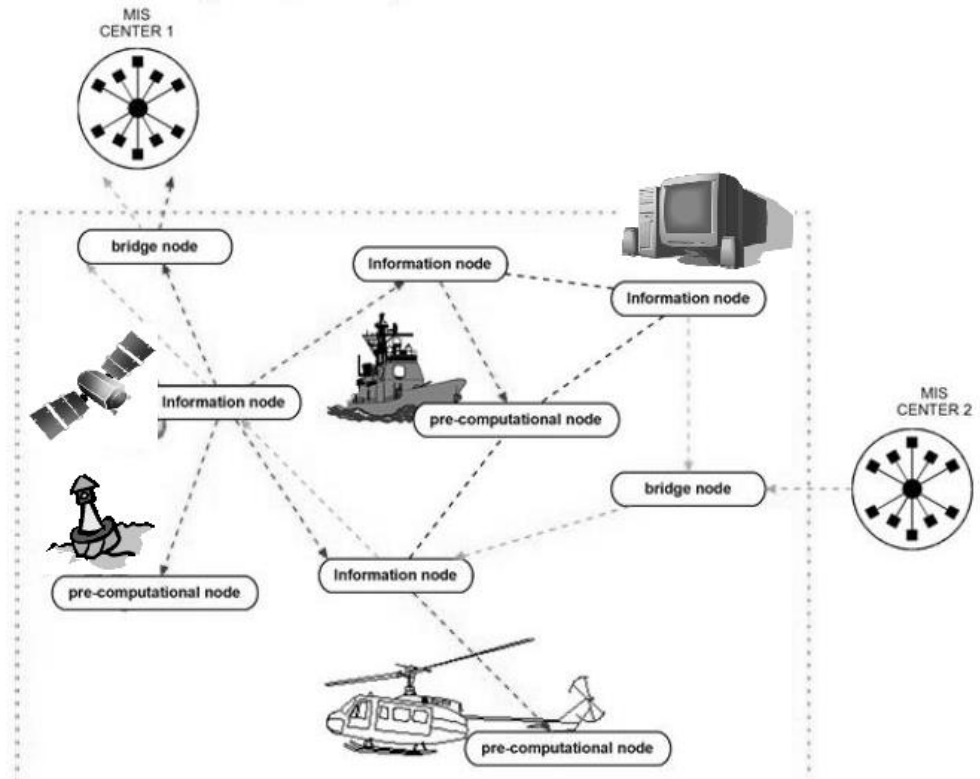 MIS
CENTER 1
bridge node
Information node
Information node
Information node
MIS
CENTER 2
pre-computational node
bridge node
Information node
pre-computational node
pre-computational node